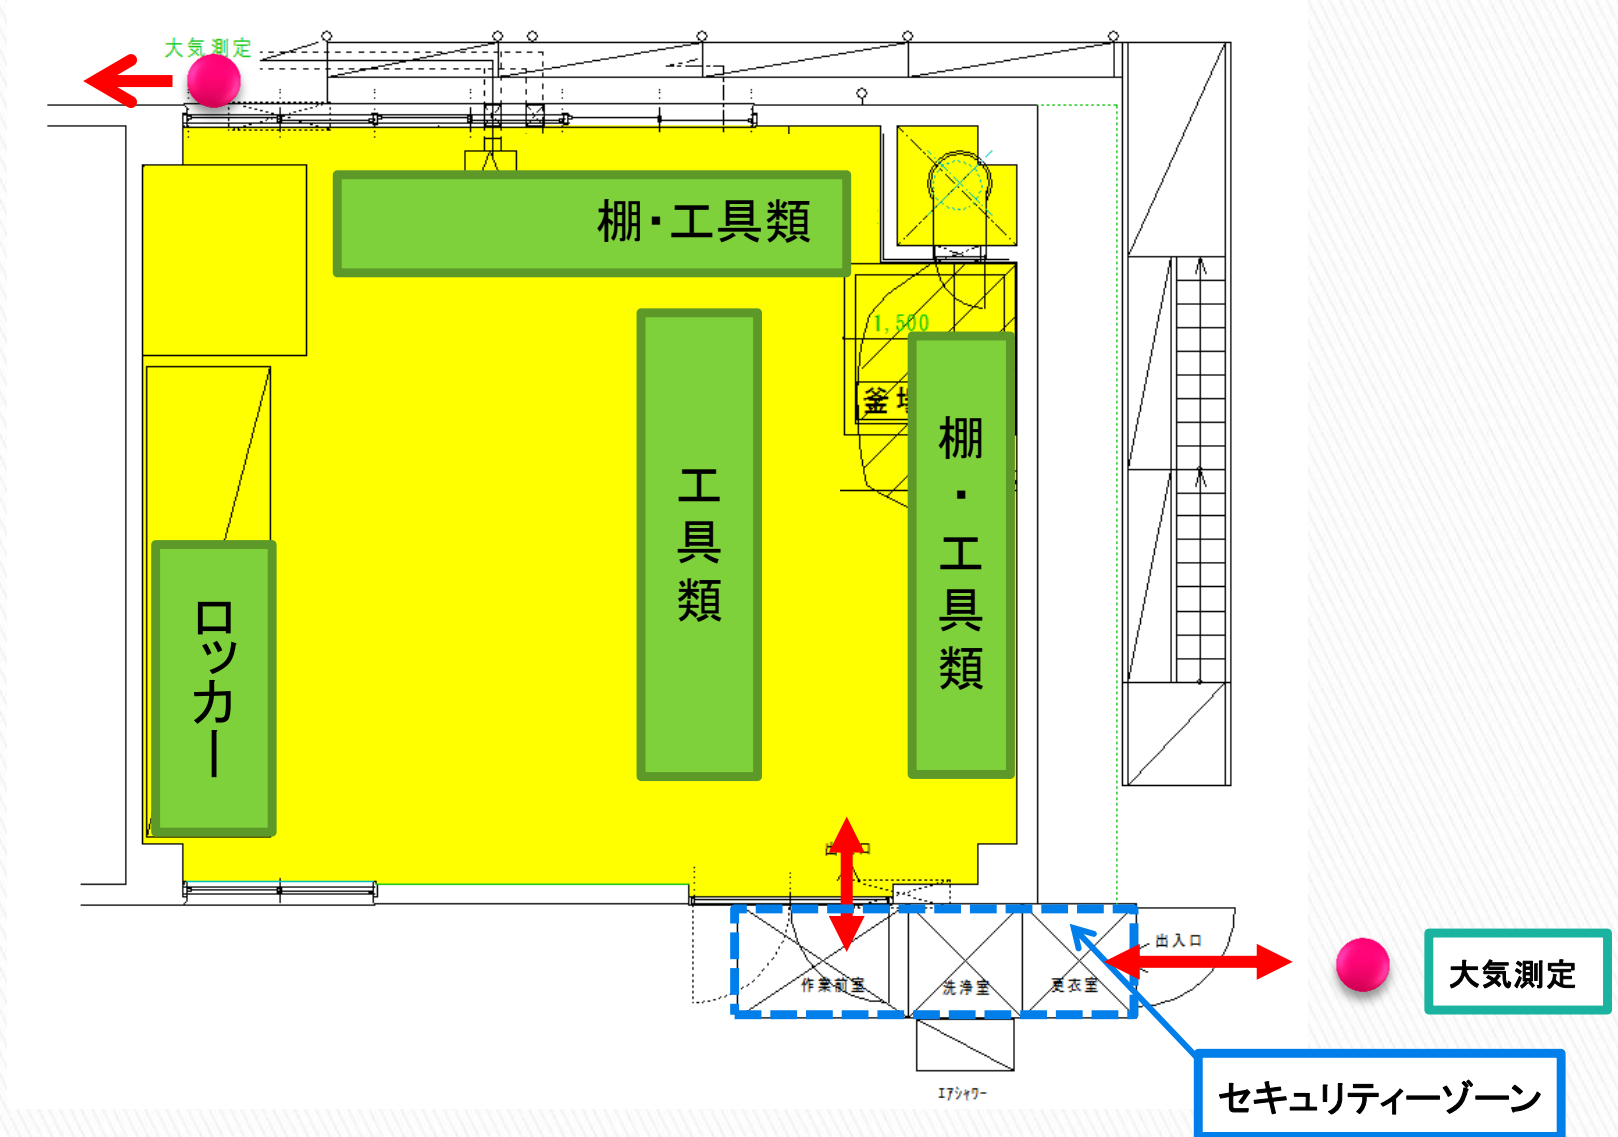 大気測定
棚・工具類
1,500
釜
棚・工具類
工具類
ロッカー
出入口
作業前室
洗浄室
更衣室
出入口
大気測定
エアシャワー
セキュリティーゾーン